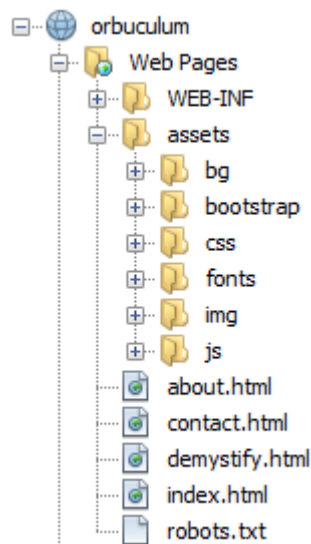 orbuculum
Web Pages
WEB-INF
assets
bg
bootstrap
css
fonts
img
js
about.html
contact.html
demystify.html
index.html
robots.txt